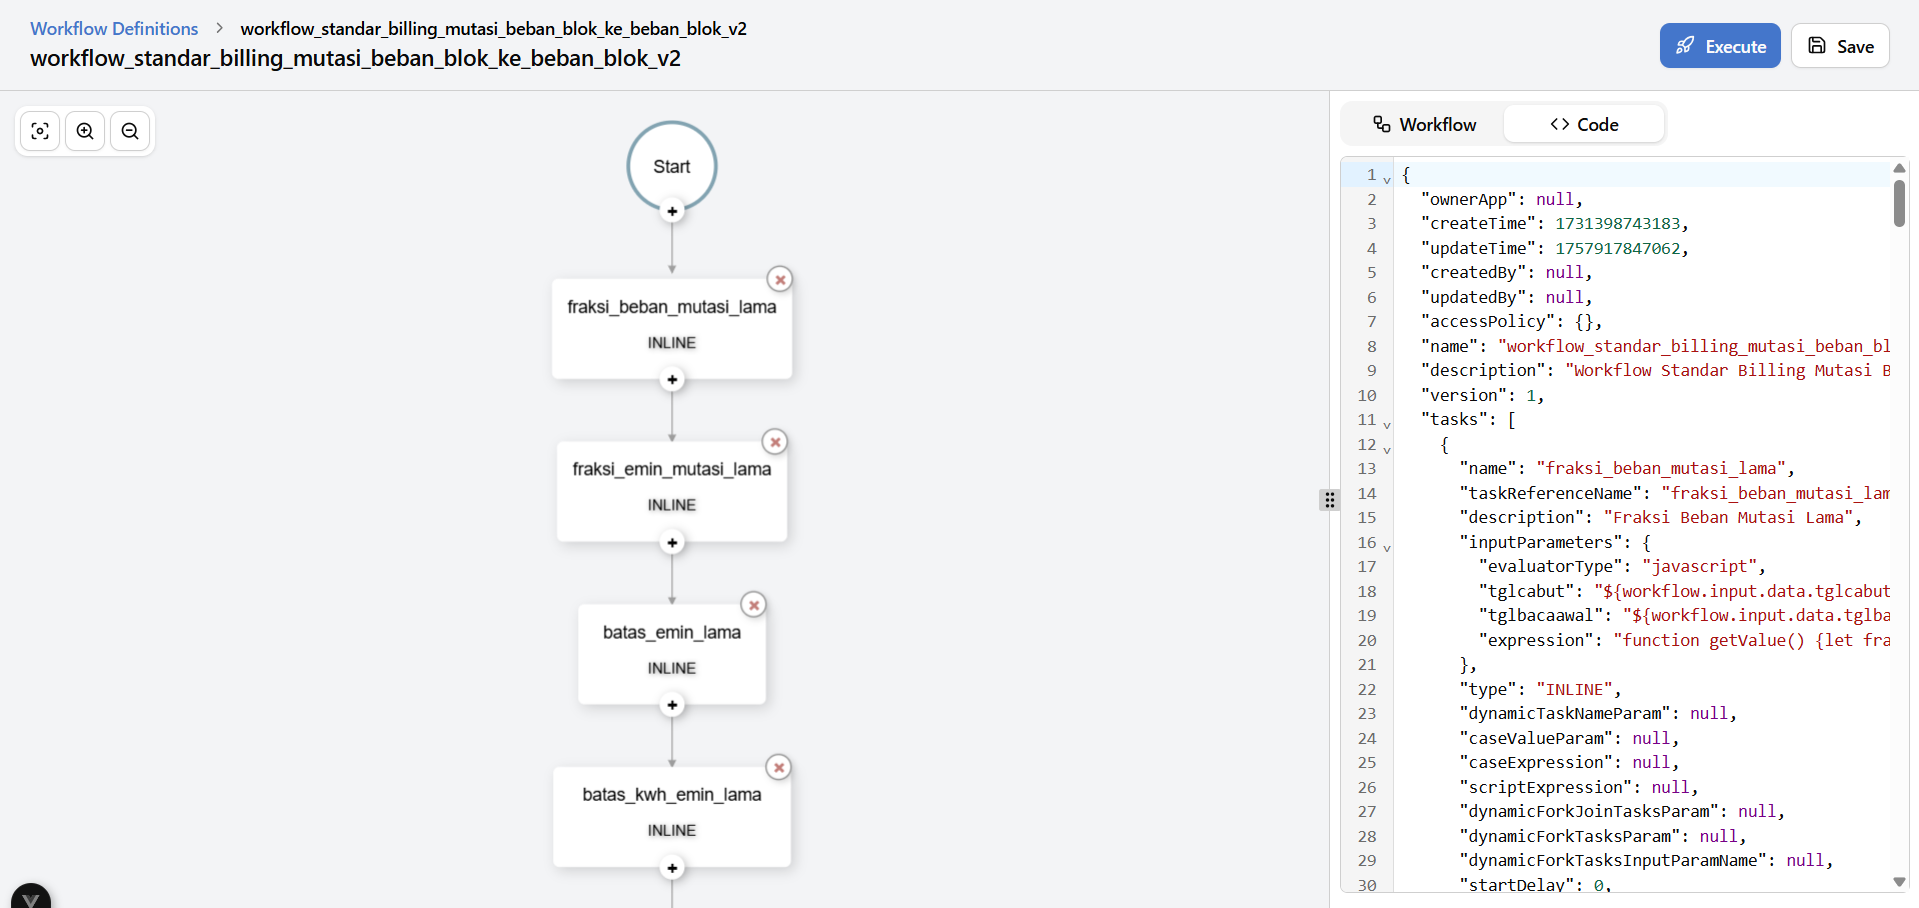 Workflow Definitions > workflow_standar_billing_mutasi_beban_blok_ke_beban_blok_v2
workflow_standar_billing_mutasi_beban_blok_ke_beban_blok_v2
Execute
Save
Start
fraksi_beban_mutasi_lama
INLINE
fraksi_emin_mutasi_lama
INLINE
batas_emin_lama
INLINE
batas_kwh_emin_lama
INLINE
Workflow
<> Code
1 {
2 "ownerApp": null,
3 "createTime": 1731398743183,
4 "updateTime": 1757917847062,
5 "createdBy": null,
6 "updatedBy": null,
7 "accessPolicy": {},
8 "name": "workflow_standar_billing_mutasi_beban_bl
9 "description": "Workflow Standar Billing Mutasi B
10 "version": 1,
11 "tasks": [
12 {
13 "name": "fraksi_beban_mutasi_lama",
14 "taskReferenceName": "fraksi_beban_mutasi_lam
15 "description": "Fraksi Beban Mutasi Lama",
16 "inputParameters": {
17 "evaluatorType": "javascript",
18 "tglcabut": "${workflow.input.data.tglcabut
19 "tglbacaawal": "${workflow.input.data.tglba
20 "expression": "function getValue() {let fra
21 },
22 "type": "INLINE",
23 "dynamicTaskNameParam": null,
24 "caseValueParam": null,
25 "caseExpression": null,
26 "scriptExpression": null,
27 "dynamicForkJoinTasksParam": null,
28 "dynamicForkTasksParam": null,
29 "dynamicForkTasksInputParamName": null,
30 "startDelay": 0,